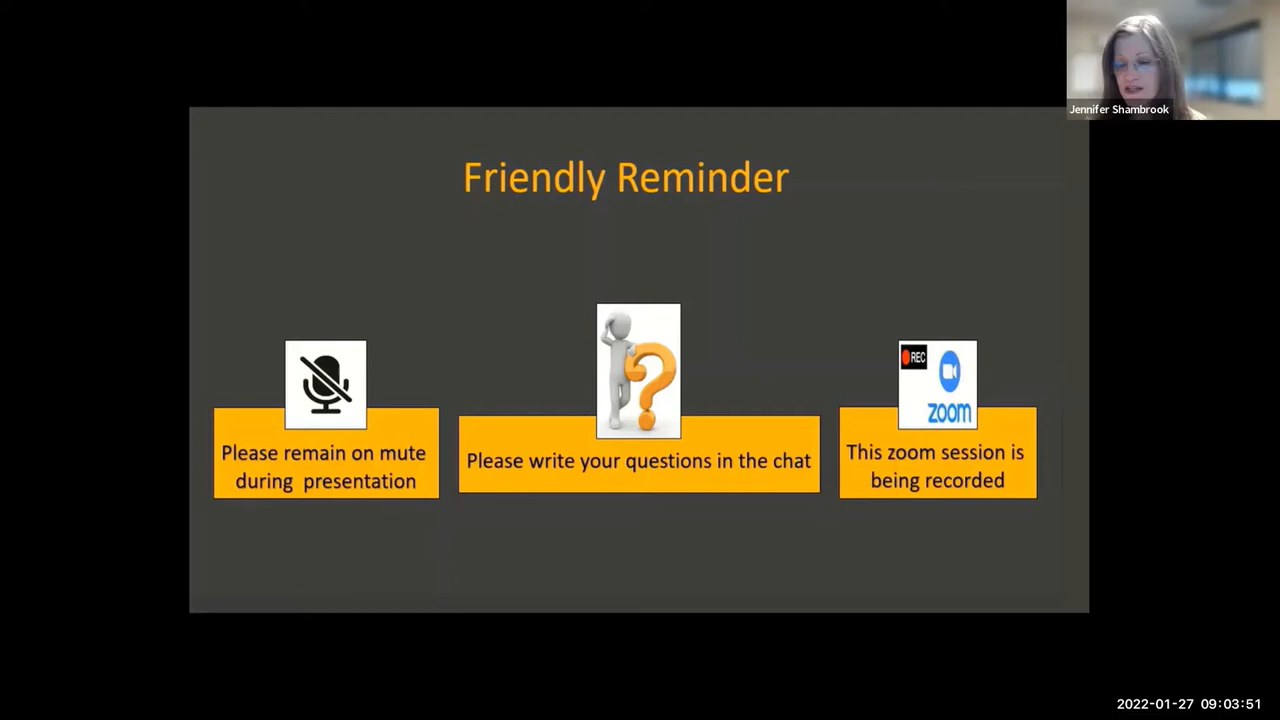 Jennifer Shambrook
Friendly Reminder
REC
zoom
Please remain on mute
during presentation
Please write your questions in the chat
This zoom session is
being recorded
2022-01-27 09:03:51